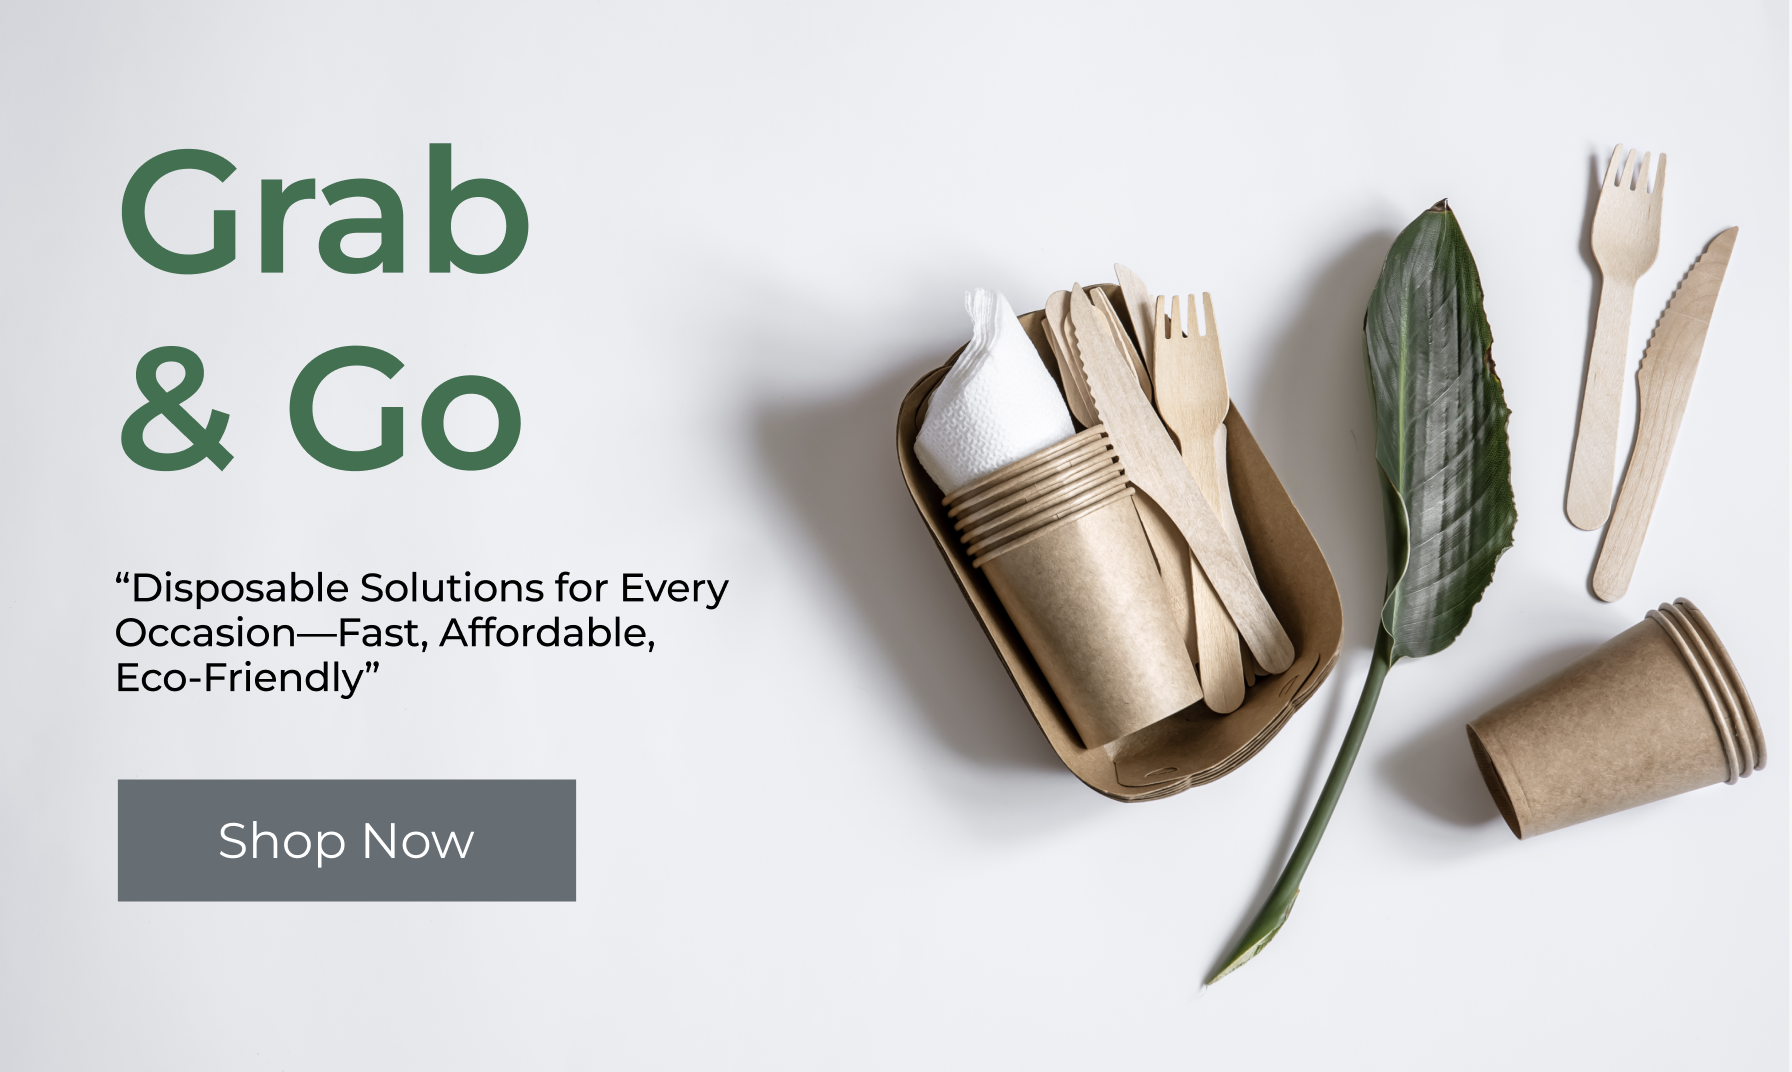 Grab
& Go
“Disposable Solutions for Every
Occasion—Fast, Affordable,
Eco-Friendly”
Shop Now